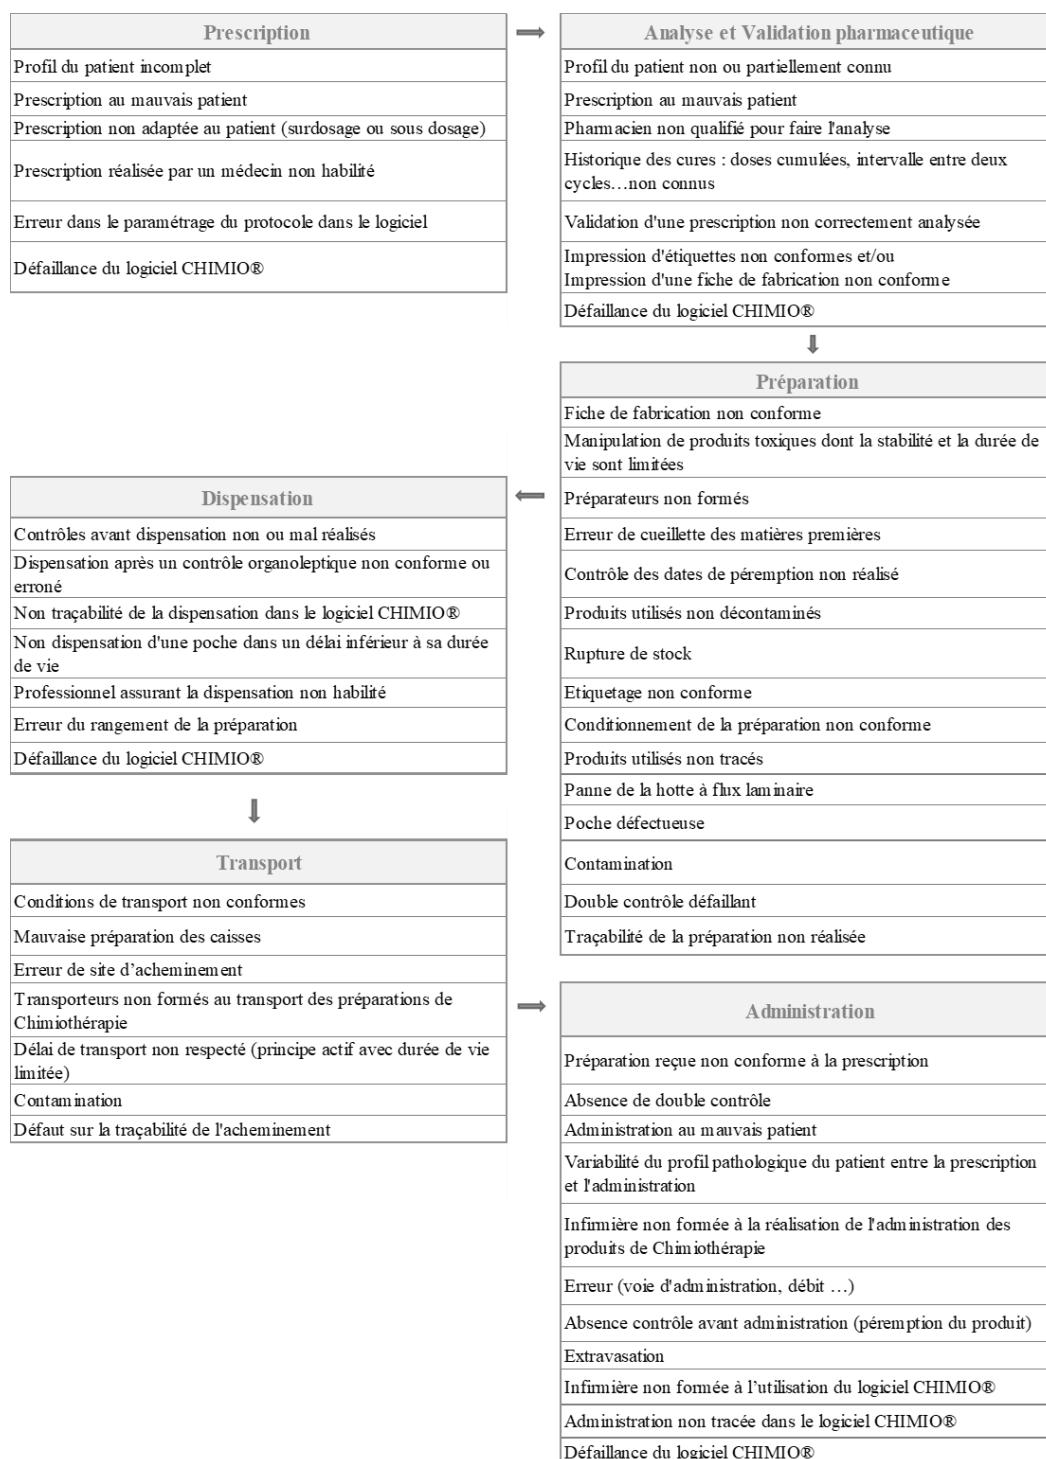 Prescription
Profil du patient incomplet
Prescription au mauvais patient
Prescription non adaptée au patient (surdosage ou sous dosage)
Prescription réalisée par un médecin non habilité
Erreur dans le paramétrage du protocole dans le logiciel
Défaillance du logiciel CHIMIO®
Analyse et Validation pharmaceutique
Profil du patient non ou partiellement connu
Prescription au mauvais patient
Pharmacien non qualifié pour faire l'analyse
Historique des cures : doses cumulées, intervalle entre deux
cycles…non connus
Validation d'une prescription non correctement analysée
Impression d'étiquettes non conformes et/ou
Impression d'une fiche de fabrication non conforme
Défaillance du logiciel CHIMIO®
Préparation
Fiche de fabrication non conforme
Manipulation de produits toxiques dont la stabilité et la durée de
vie sont limitées
Préparateurs non formés
Erreur de cueillette des matières premières
Contrôle des dates de péremption non réalisé
Produits utilisés non décontaminés
Rupture de stock
Etiquetage non conforme
Conditionnement de la préparation non conforme
Produits utilisés non tracés
Panne de la hotte à flux laminaire
Poche défectueuse
Contamination
Double contrôle défaillant
Traçabilité de la préparation non réalisée
Dispensation
Contrôles avant dispensation non ou mal réalisés
Dispensation après un contrôle organoleptique non conforme ou
erroné
Non traçabilité de la dispensation dans le logiciel CHIMIO®
Non dispensation d'une poche dans un délai inférieur à sa durée
de vie
Professionnel assurant la dispensation non habilité
Erreur du rangement de la préparation
Défaillance du logiciel CHIMIO®
Transport
Conditions de transport non conformes
Mauvaise préparation des caisses
Erreur de site d’acheminement
Transporteurs non formés au transport des préparations de
Chimiothérapie
Délai de transport non respecté (principe actif avec durée de vie
limitée)
Contamination
Défaut sur la traçabilité de l'acheminement
Administration
Préparation reçue non conforme à la prescription
Absence de double contrôle
Administration au mauvais patient
Variabilité du profil pathologique du patient entre la prescription
et l'administration
Infirmière non formée à la réalisation de l'administration des
produits de Chimiothérapie
Erreur (voie d'administration, débit …)
Absence contrôle avant administration (péremption du produit)
Extravasation
Infirmière non formée à l’utilisation du logiciel CHIMIO®
Administration non tracée dans le logiciel CHIMIO®
Défaillance du logiciel CHIMIO®